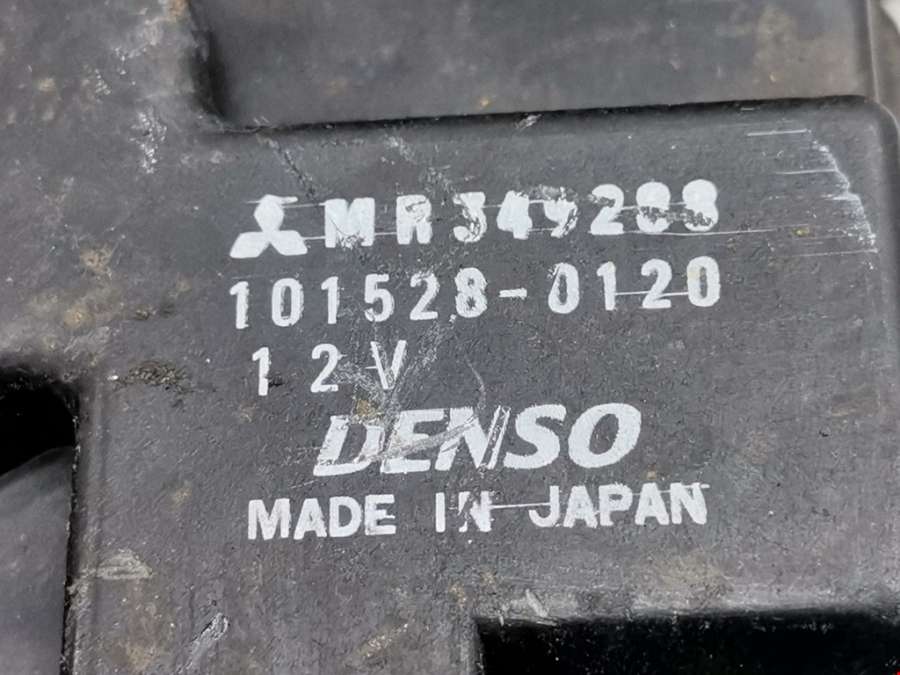 MR349288
101528-0120
12V
DENSO
MADE IN JAPAN